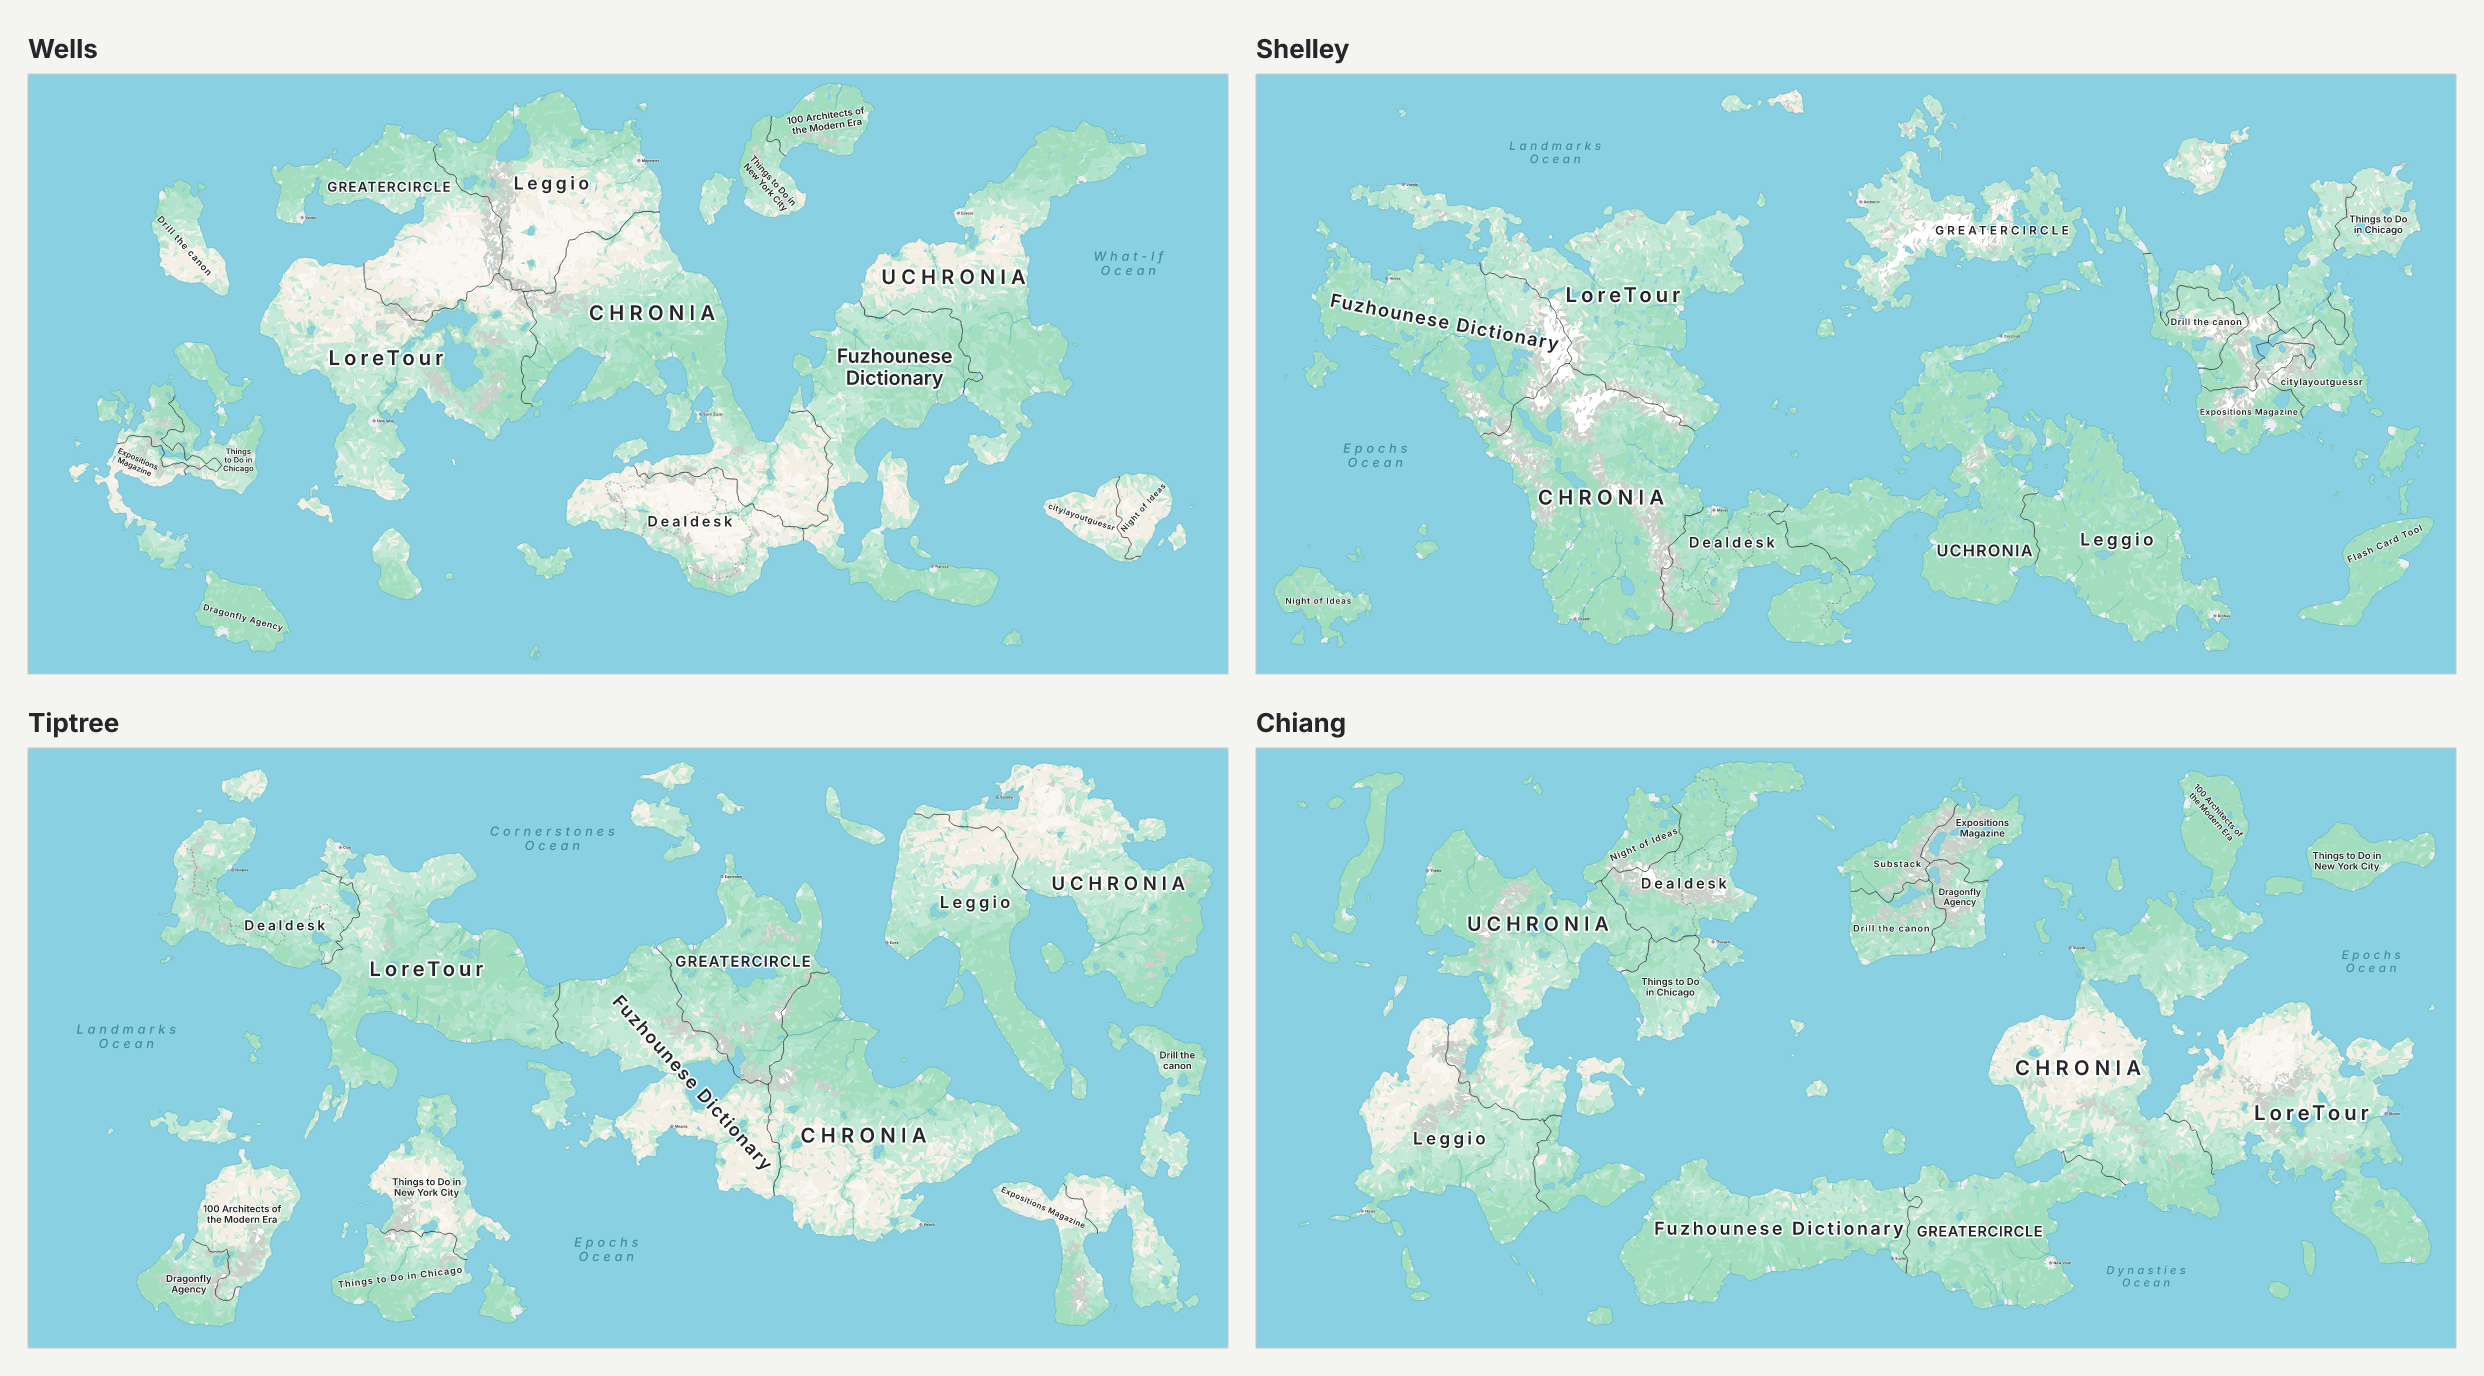 Wells
100 Architects of
the Modern Era
Things to Do in
New York City
GREATERCIRCLE
Leggio
Drill the canon
What-If
Ocean
UCHRONIA
CHRONIA
LoreTour
Fuzhounese
Dictionary
Expositions
Magazine
Things
to Do in
Chicago
Dealdesk
citylayoutguessr
Night of Ideas
Dragonfly Agency
Shelley
Landmarks
Ocean
GREATERCIRCLE
Things to Do
in Chicago
LoreTour
Fuzhounese Dictionary
Drill the canon
citylayoutguessr
Expositions Magazine
Epochs
Ocean
CHRONIA
Dealdesk
UCHRONIA
Leggio
Flash Card Tool
Night of Ideas
Tiptree
Cornerstones
Ocean
UCHRONIA
Leggio
Dealdesk
LoreTour
GREATERCIRCLE
Landmarks
Ocean
Fuzhounese Dictionary
Drill the
canon
CHRONIA
Things to Do in
New York City
100 Architects of
the Modern Era
Expositions Magazine
Epochs
Ocean
Dragonfly
Agency
Things to Do in Chicago
Chiang
100 Architects of
the Modern Era
Expositions
Magazine
Night of Ideas
Substack
Things to Do in
New York City
Dealdesk
Dragonfly
Agency
UCHRONIA
Drill the canon
Epochs
Ocean
Things to Do
in Chicago
CHRONIA
LoreTour
Leggio
Fuzhounese Dictionary
GREATERCIRCLE
Dynasties
Ocean